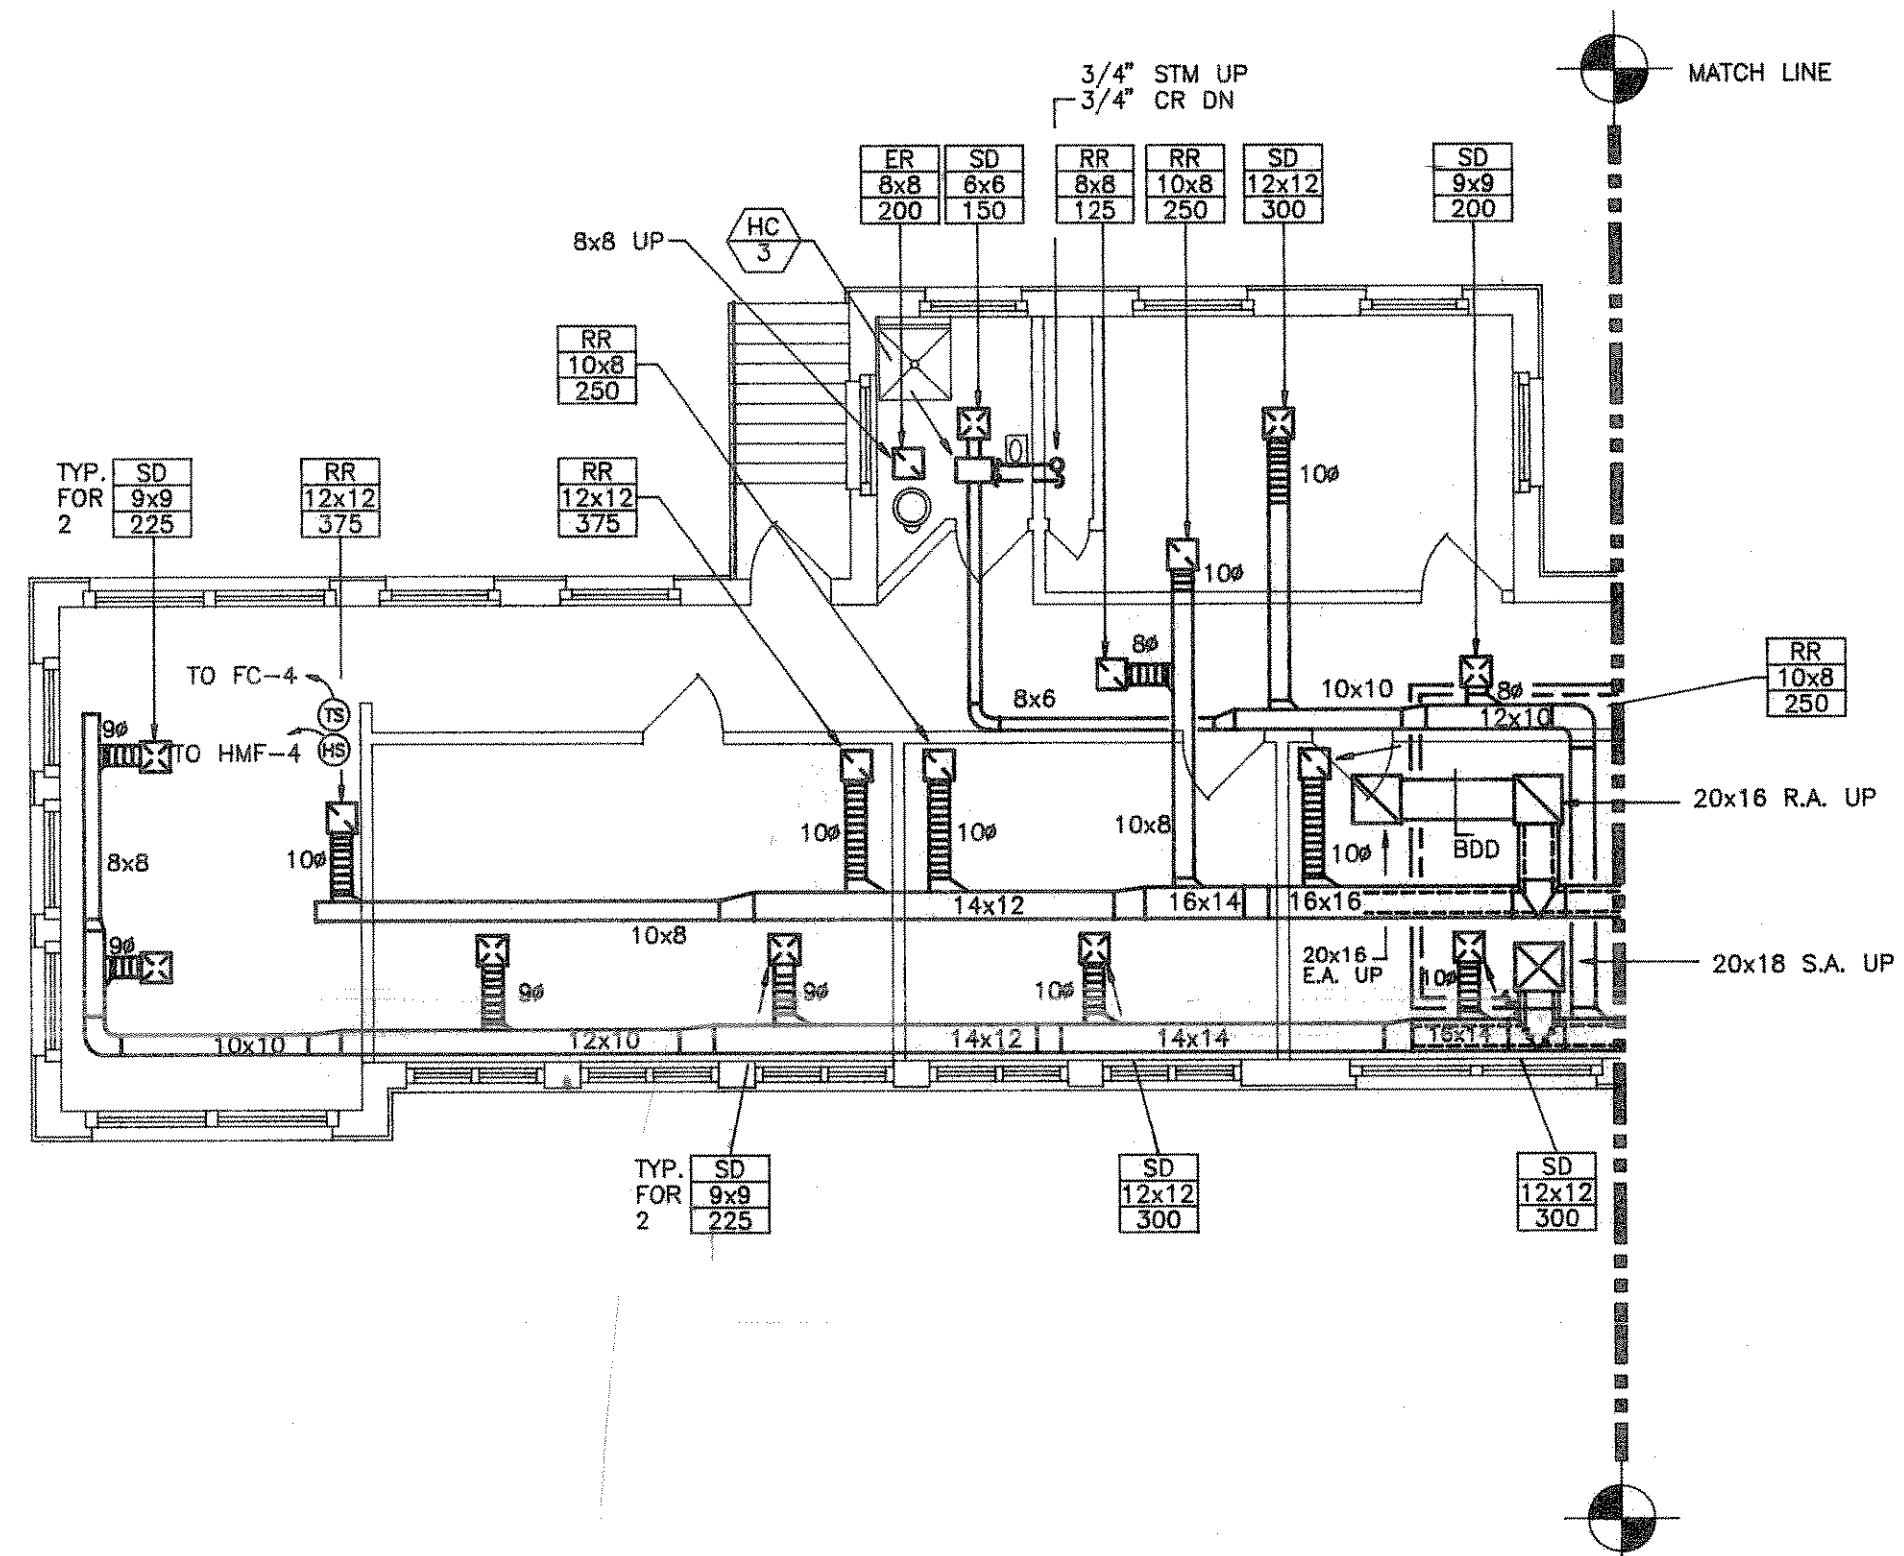 MATCH LINE
3/4" STM UP
3/4" CR DN
ER
8x8
200
SD
6x6
150
RR
8x8
125
RR
10x8
250
SD
12x12
300
SD
9x9
200
8x8 UP
HC
3
RR
10x8
250
TYP.
FOR
2
SD
9x9
225
RR
12x12
375
RR
12x12
375
10ø
10ø
8ø
RR
10x8
250
TO FC-4
TS
9ø
TO HMF-4
HS
8x6
10x10
8ø
12x10
20x16 R.A. UP
8x8
10ø
10ø
10ø
10x8
10ø
BDD
14x12
16x14
16x16
10x8
9ø
9ø
9ø
10ø
20x16
E.A. UP
10ø
20x18 S.A. UP
10x10
12x10
14x12
14x14
16x14
TYP.
FOR
2
SD
9x9
225
SD
12x12
300
SD
12x12
300